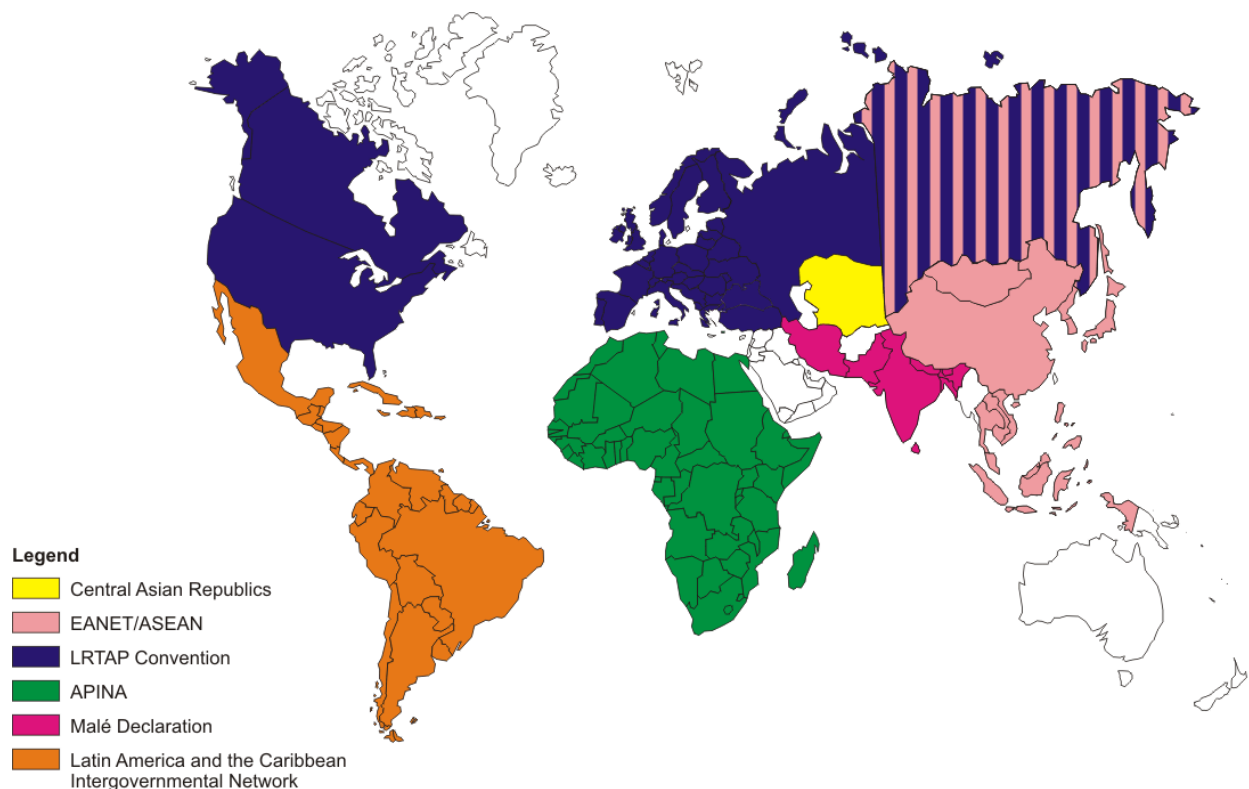 Legend
Central Asian Republics
EANET/ASEAN
LRTAP Convention
APINA
Malé Declaration
Latin America and the Caribbean
Intergovernmental Network